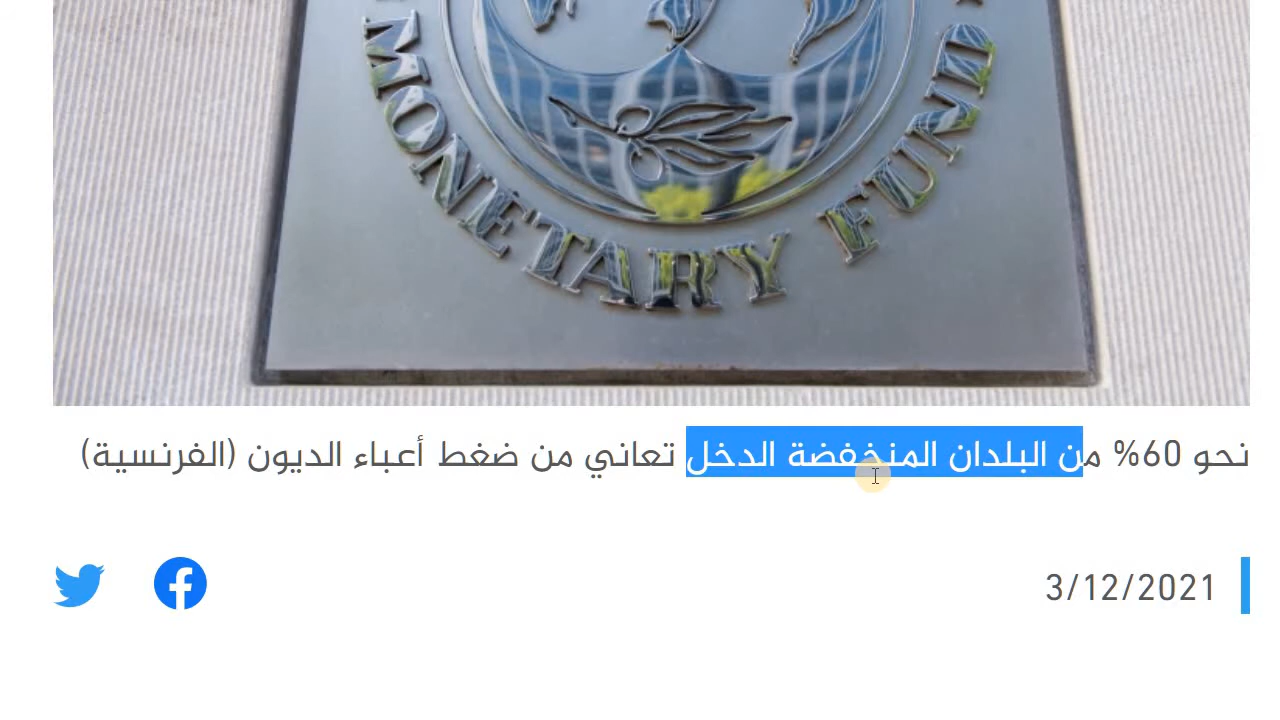 MONETARY FUND
نحو 60% من البلدان المنخفضة الدخل تعاني من ضغط أعباء الديون (الفرنسية)
3/12/2021